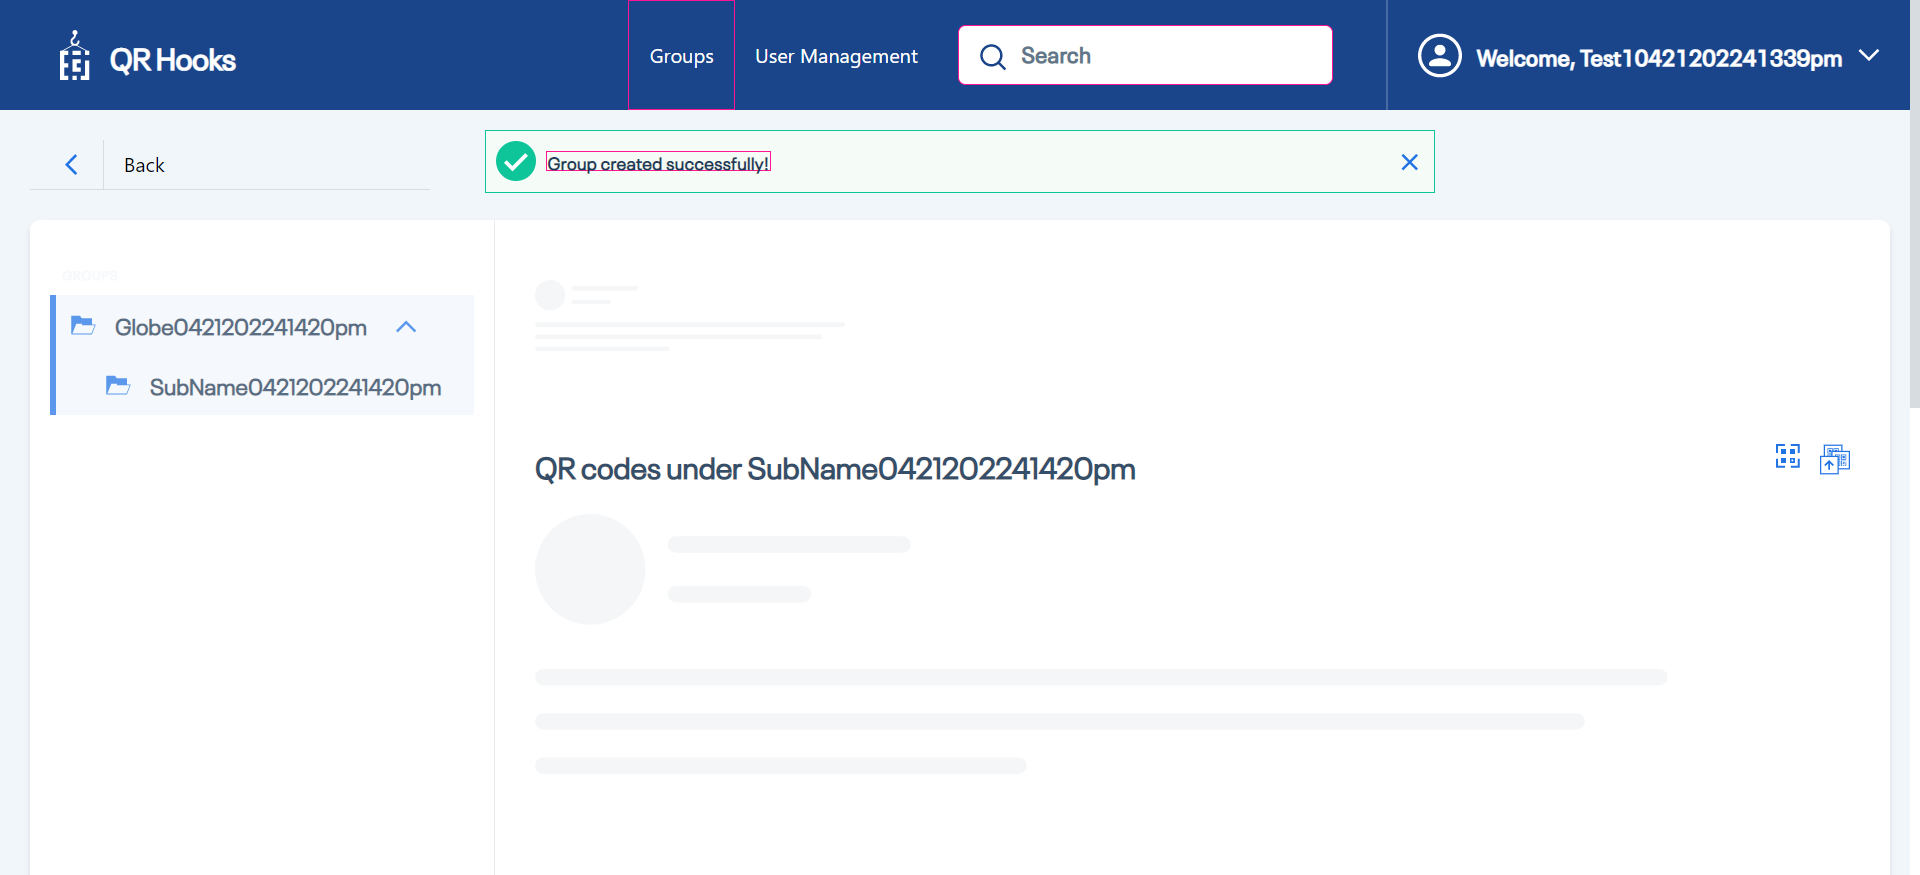 QR Hooks
Groups
User Management
Search
Welcome, Test10421202241339pm
Back
Group created successfully!
GROUPS
Globe0421202241420pm
SubName0421202241420pm
QR codes under SubName0421202241420pm